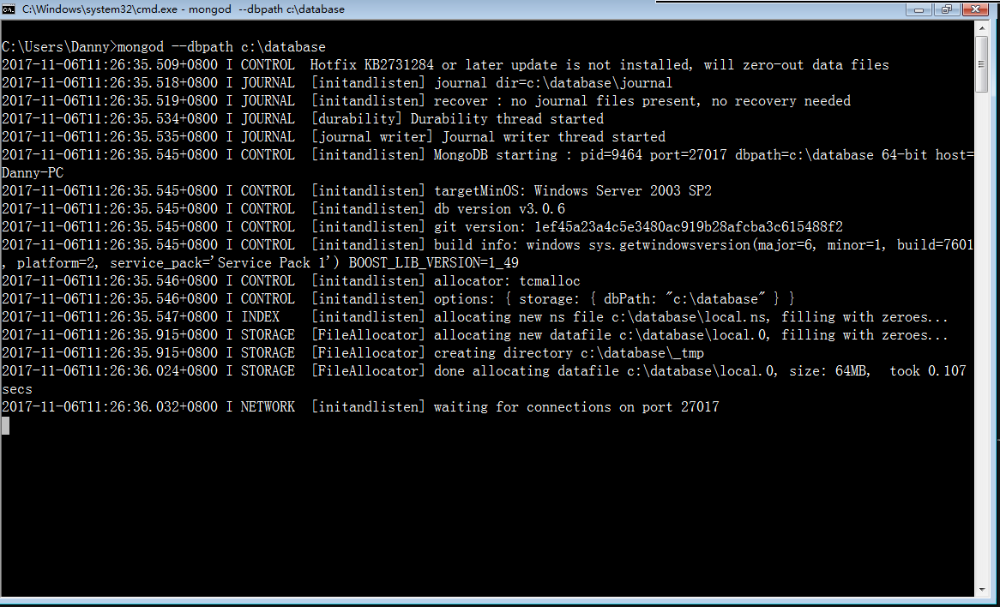 C:\Windows\system32\cmd.exe - mongod  --dbpath c:\database
C:\Users\Danny>mongod --dbpath c:\database
2017-11-06T11:26:35.509+0800 I CONTROL  Hotfix KB2731284 or later update is not installed, will zero-out data files
2017-11-06T11:26:35.518+0800 I JOURNAL  [initandlisten] journal dir=c:\database\journal
2017-11-06T11:26:35.519+0800 I JOURNAL  [initandlisten] recover : no journal files present, no recovery needed
2017-11-06T11:26:35.534+0800 I JOURNAL  [durability] Durability thread started
2017-11-06T11:26:35.535+0800 I JOURNAL  [journal writer] Journal writer thread started
2017-11-06T11:26:35.545+0800 I CONTROL  [initandlisten] MongoDB starting : pid=9464 port=27017 dbpath=c:\database 64-bit host=
Danny-PC
2017-11-06T11:26:35.545+0800 I CONTROL  [initandlisten] targetMinOS: Windows Server 2003 SP2
2017-11-06T11:26:35.545+0800 I CONTROL  [initandlisten] db version v3.0.6
2017-11-06T11:26:35.545+0800 I CONTROL  [initandlisten] git version: 1ef45a23a4c5e3480ac919b28afcba3c615488f2
2017-11-06T11:26:35.545+0800 I CONTROL  [initandlisten] build info: windows sys.getwindowsversion(major=6, minor=1, build=7601
, platform=2, service_pack='Service Pack 1') BOOST_LIB_VERSION=1_49
2017-11-06T11:26:35.546+0800 I CONTROL  [initandlisten] allocator: tcmalloc
2017-11-06T11:26:35.546+0800 I CONTROL  [initandlisten] options: { storage: { dbPath: "c:\database" } }
2017-11-06T11:26:35.547+0800 I INDEX    [initandlisten] allocating new ns file c:\database\local.ns, filling with zeroes...
2017-11-06T11:26:35.915+0800 I STORAGE  [FileAllocator] allocating new datafile c:\database\local.0, filling with zeroes...
2017-11-06T11:26:35.915+0800 I STORAGE  [FileAllocator] creating directory c:\database\_tmp
2017-11-06T11:26:36.024+0800 I STORAGE  [FileAllocator] done allocating datafile c:\database\local.0, size: 64MB,  took 0.107
secs
2017-11-06T11:26:36.032+0800 I NETWORK  [initandlisten] waiting for connections on port 27017